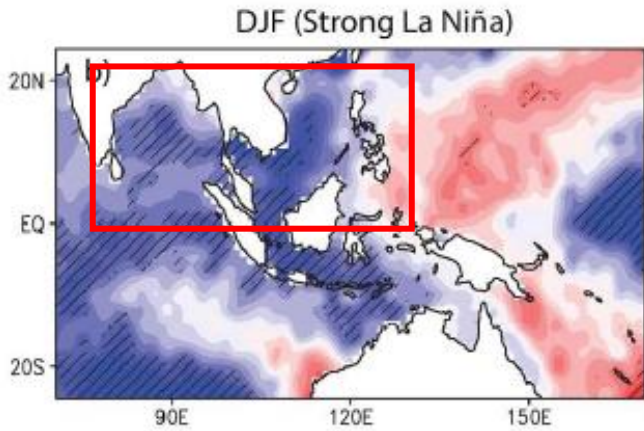 DJF (Strong La Niña)
b)
20N
EQ
20S
90E 120E 150E